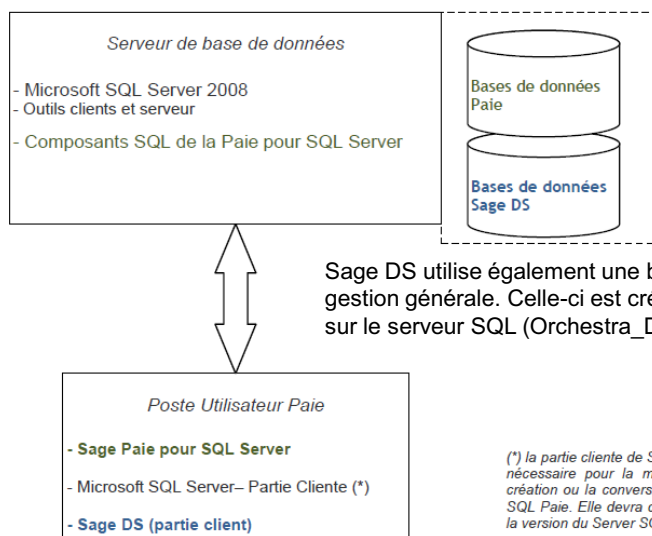 Serveur de base de données
- Microsoft SQL Server 2008
- Outils clients et serveur
- Composants SQL de la Paie pour SQL Server
Bases de données
Paie
Bases de données
Sage DS
Sage DS utilise également une
gestion générale. Celle-ci est
sur le serveur SQL
Poste Utilisateur Paie
- Sage Paie pour SQL Server
- Microsoft SQL Server– Partie Cliente (*)
- Sage DS (partie client)
(*) la partie cliente de
nécessaire pour la
création ou la
SQL Paie. Elle devra
la version du Server